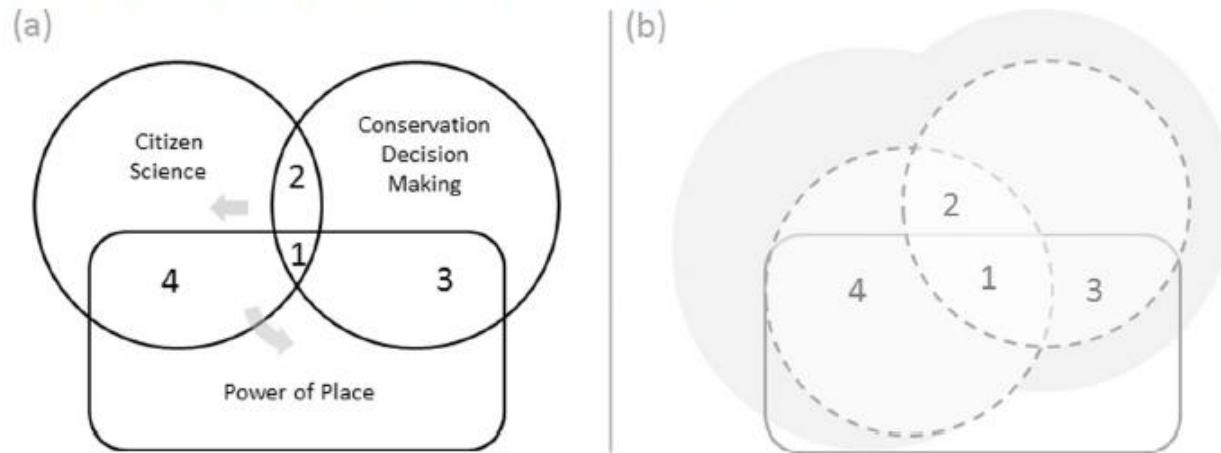 (a)
(b)
Citizen
Science
Conservation
Decision
Making
2
1
4
3
Power of Place
2
1
4
3